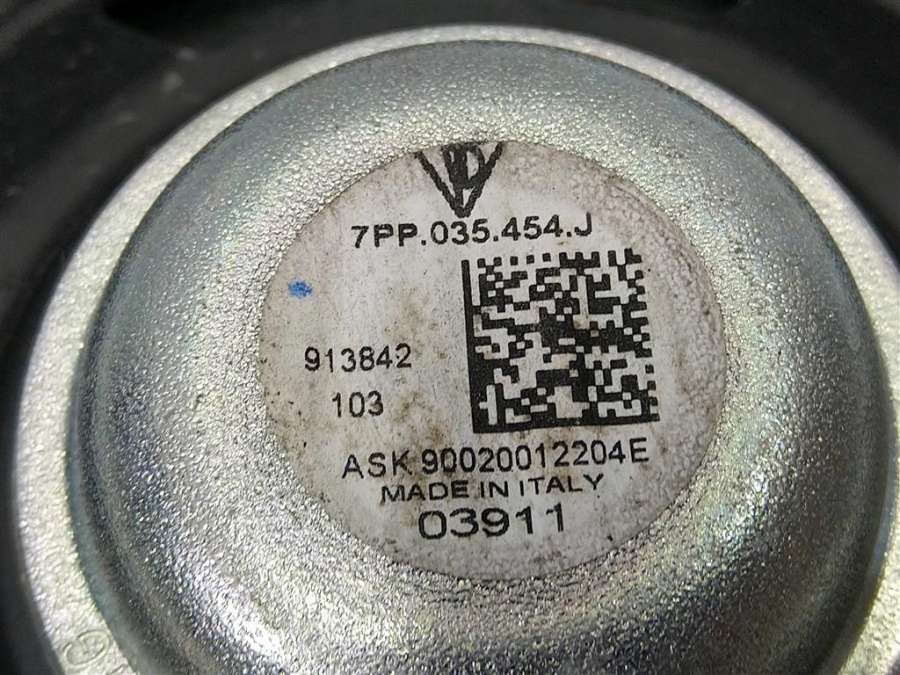 7PP.035.454.J
913842
103
ASK 90020012204E
MADE IN ITALY
03911